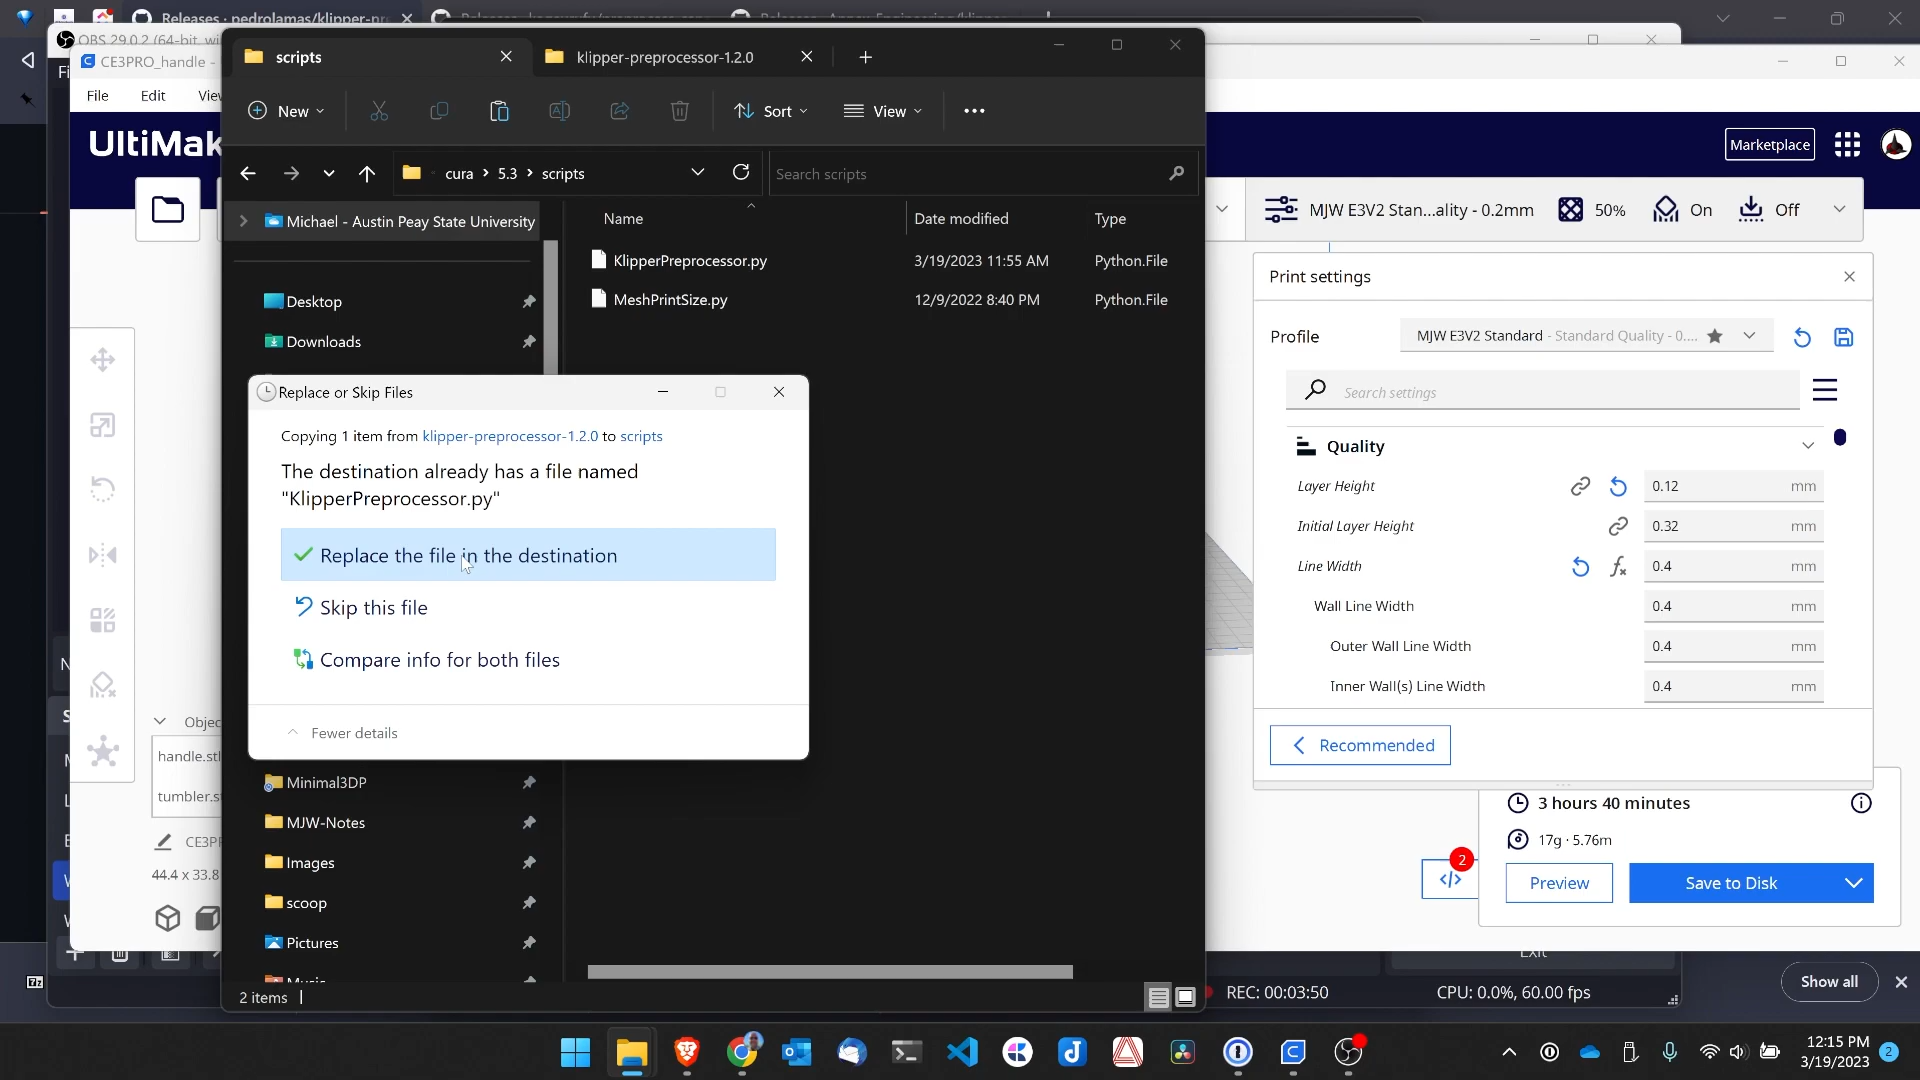 Releases · pedrolamas/klipper-pr
OBS 29.0.2 (64-bit, wi
CE3PRO_handle -
File
Edit
View
UltiMak
scripts
klipper-preprocessor-1.2.0
New
Sort
View
cura
5.3
scripts
Search scripts
Marketplace
MJW E3V2 Stan...ality - 0.2mm
50%
On
Off
Michael - Austin Peay State University
Name
Date modified
Type
KlipperPreprocessor.py
3/19/2023 11:55 AM
Python.File
MeshPrintSize.py
12/9/2022 8:40 PM
Python.File
Desktop
Downloads
Replace or Skip Files
Copying 1 item from klipper-preprocessor-1.2.0 to scripts
The destination already has a file named
"KlipperPreprocessor.py"
Replace the file in the destination
Skip this file
Compare info for both files
Fewer details
Minimal3DP
MJW-Notes
Images
scoop
Pictures
Music
2 items
Objec
handle.stl
tumbler.s
CE3PR
44.4 x 33.8
Print settings
Profile
MJW E3V2 Standard - Standard Quality - 0....
Search settings
Quality
Layer Height
0.12
mm
Initial Layer Height
0.32
mm
Line Width
0.4
mm
Wall Line Width
0.4
mm
Outer Wall Line Width
0.4
mm
Inner Wall(s) Line Width
0.4
mm
Recommended
3 hours 40 minutes
17g · 5.76m
2
Preview
Save to Disk
Exit
REC: 00:03:50
CPU: 0.0%, 60.00 fps
Show all
12:15 PM
3/19/2023
2